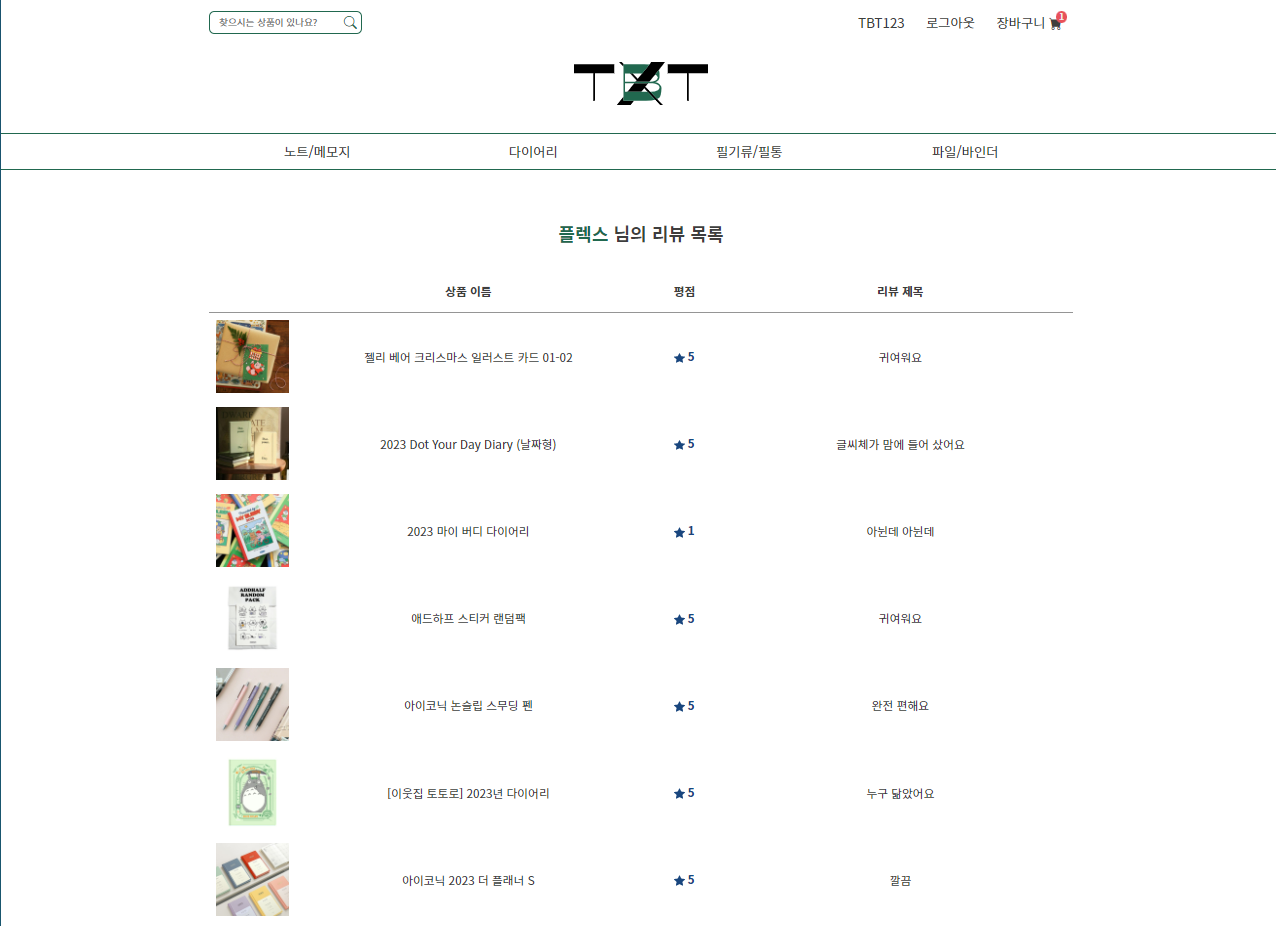 찾으시는 상품이 있나요?
TBT123 로그아웃 장바구니 1
TBT
노트/메모지 다이어리 필기류/필통 파일/바인더
플렉스 님의 리뷰 목록
상품 이름 평점 리뷰 제목
젤리 베어 크리스마스 일러스트 카드 01-02 5 귀여워요
2023 Dot Your Day Diary (날짜형) 5 글씨체가 맘에 들어 샀어요
2023 마이 버디 다이어리 1 아뉜데 아뉜데
ADDHALF
RANDOM
PACK
애드하프 스티커 랜덤팩 5 귀여워요
아이코닉 논슬립 스무딩 펜 5 완전 편해요
[이웃집 토토로] 2023년 다이어리 5 누구 닮았어요
아이코닉 2023 더 플래너 S 5 깔끔